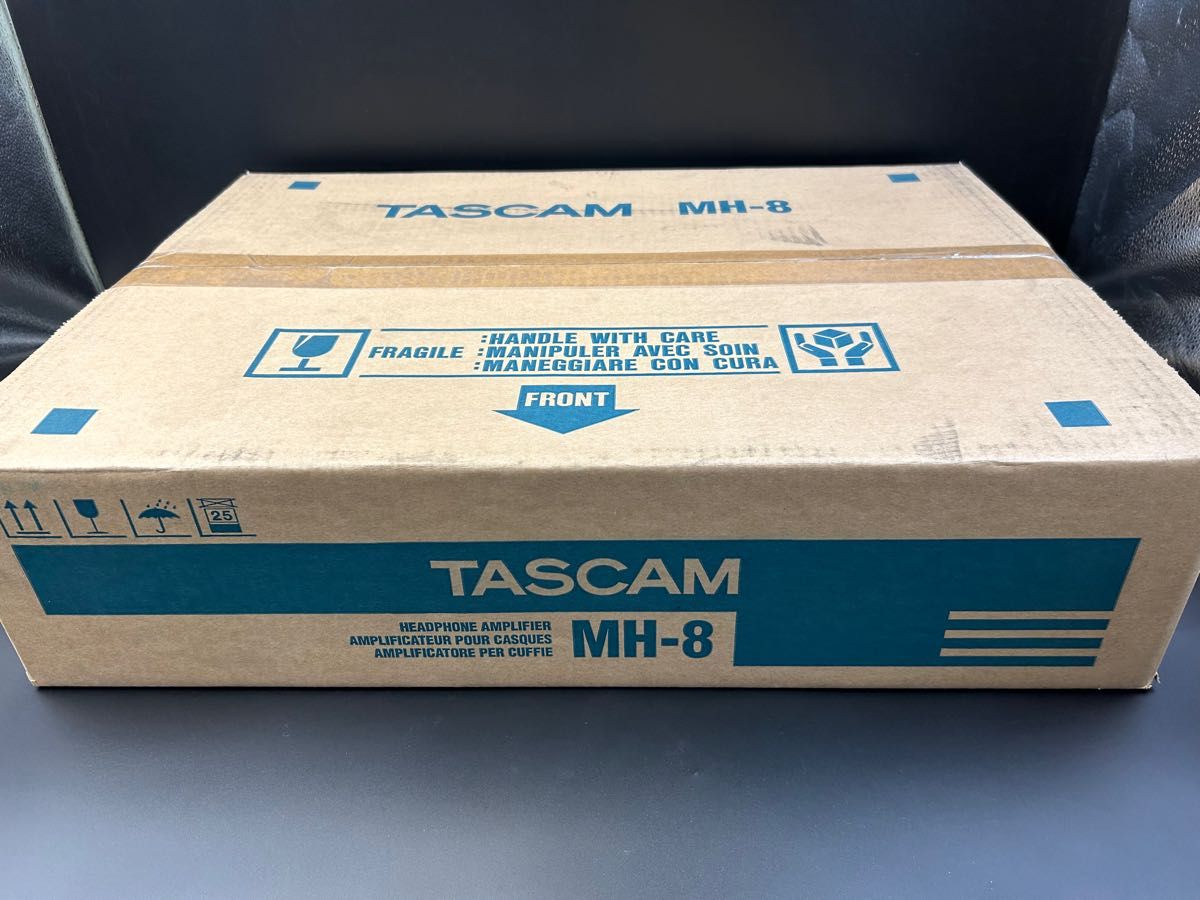 TASCAM MH-8
FRAGILE
:HANDLE WITH CARE
:MANIPULER AVEC SOIN
:MANEGGIARE CON CURA
FRONT
25
TASCAM
HEADPHONE AMPLIFIER
AMPLIFICATEUR POUR CASQUES
AMPLIFICATORE PER CUFFIE
MH-8